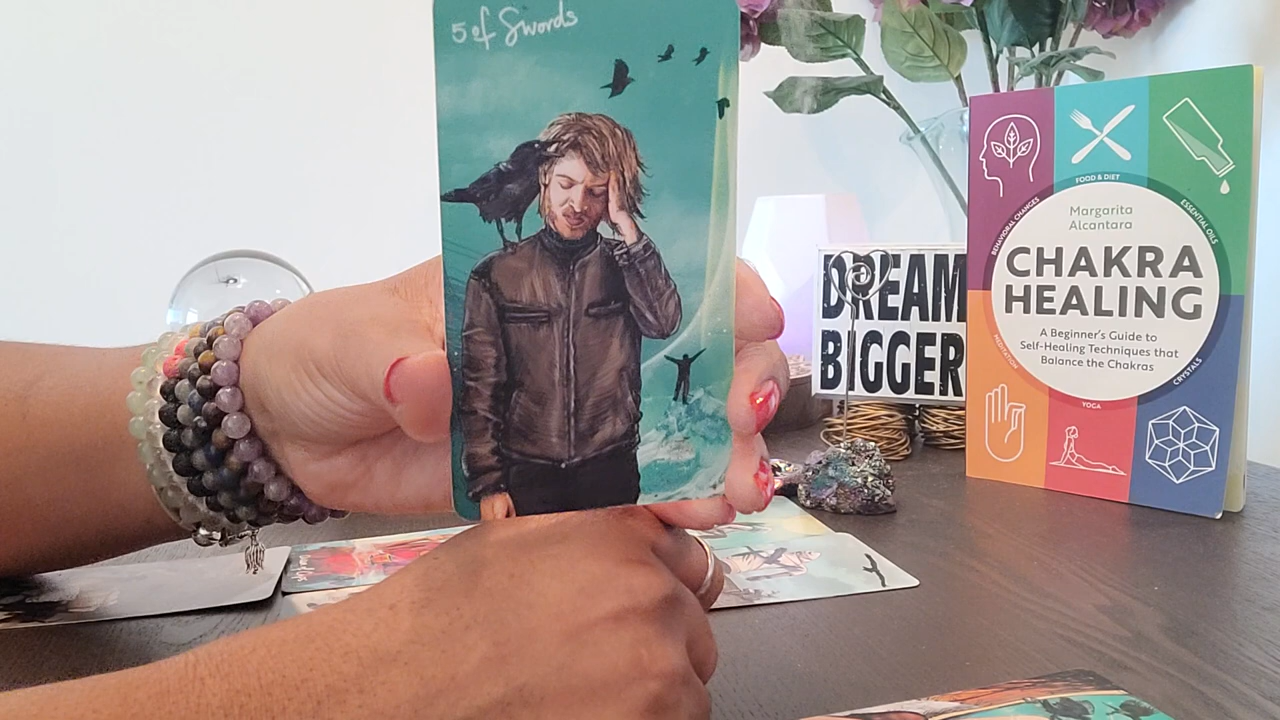 5 of Swords
DREAM
BIGGER
FOOD & DIET
BEHAVIORAL CHANGES
ESSENTIAL OILS
Margarita
Alcantara
CHAKRA
HEALING
A Beginner's Guide to
Self-Healing Techniques that
Balance the Chakras
MEDITATION
CRYSTALS
YOGA